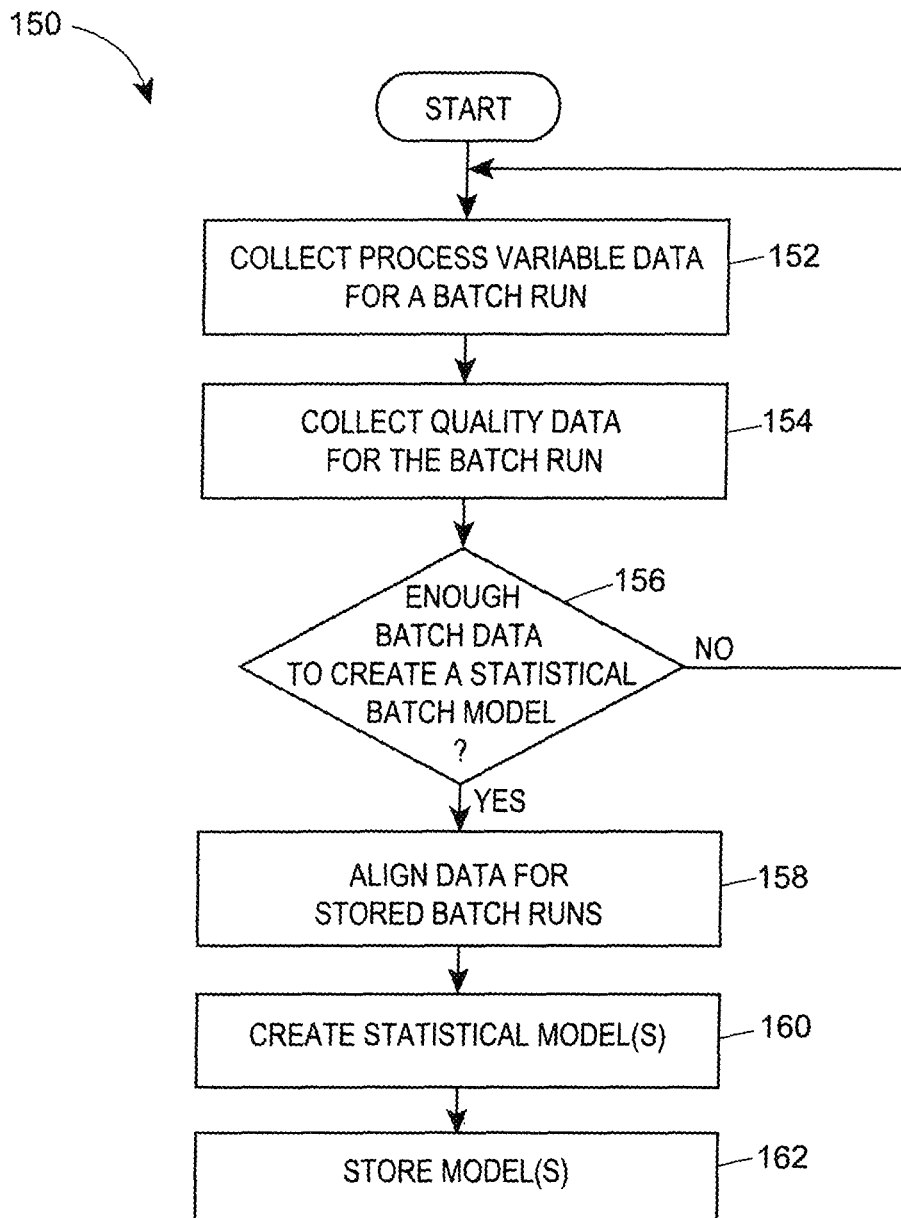 150
START
COLLECT PROCESS VARIABLE DATA
FOR A BATCH RUN
152
COLLECT QUALITY DATA
FOR THE BATCH RUN
154
156
ENOUGH
BATCH DATA
TO CREATE A STATISTICAL
BATCH MODEL
?
NO
YES
ALIGN DATA FOR
STORED BATCH RUNS
158
CREATE STATISTICAL MODEL(S)
160
STORE MODEL(S)
162